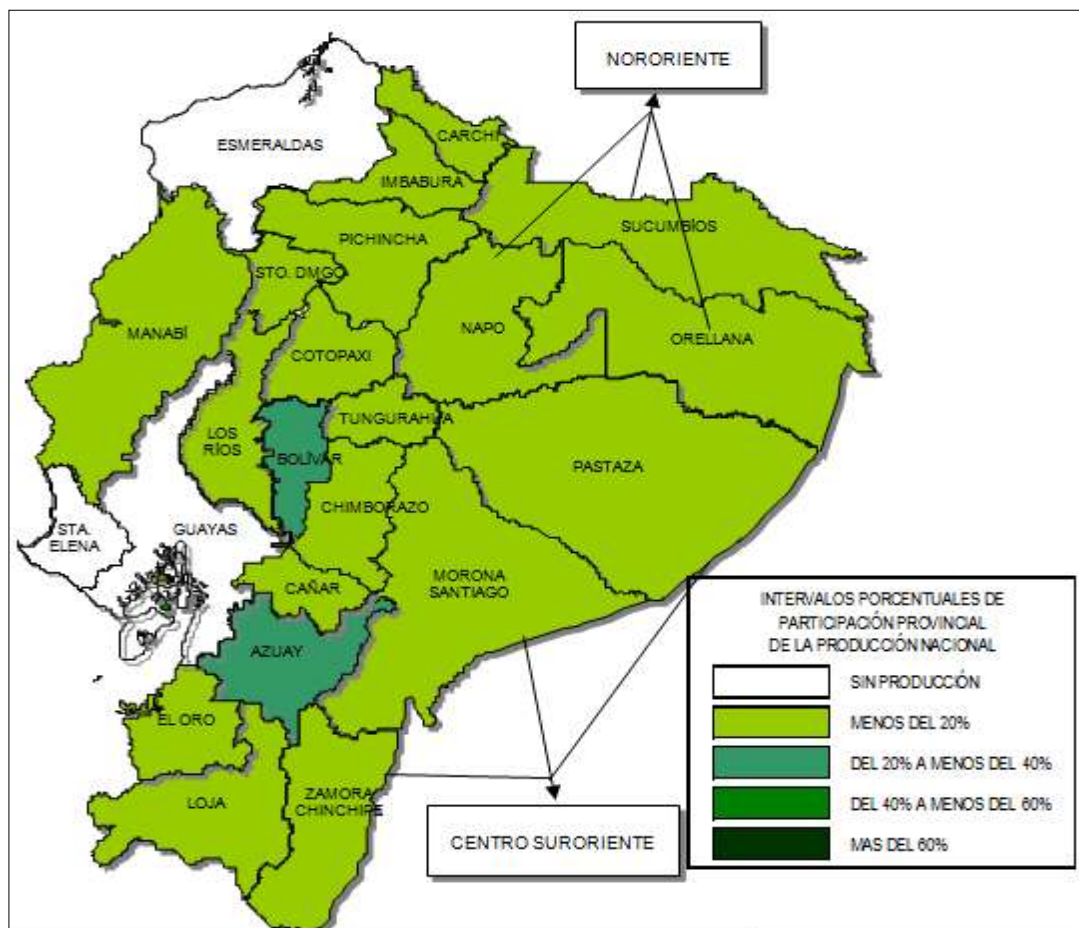 NORORIENTE
ESMERALDAS
CARCHI
IMBABURA
SUCUMBÍOS
PICHINCHA
STO. DMGO
MANABÍ
NAPO
ORELLANA
COTOPAXI
TUNGURAHUA
LOS
RÍOS
BOLÍVAR
PASTAZA
CHIMBORAZO
STA.
ELENA
GUAYAS
CAÑAR
MORONA
SANTIAGO
AZUAY
EL ORO
LOJA
ZAMORA
CHINCHIPE
CENTRO SURORIENTE
INTERVALOS PORCENTUALES DE
PARTICIPACIÓN PROVINCIAL
DE LA PRODUCCIÓN NACIONAL
SIN PRODUCCIÓN
MENOS DEL 20%
DEL 20% A MENOS DEL 40%
DEL 40% A MENOS DEL 60%
MAS DEL 60%